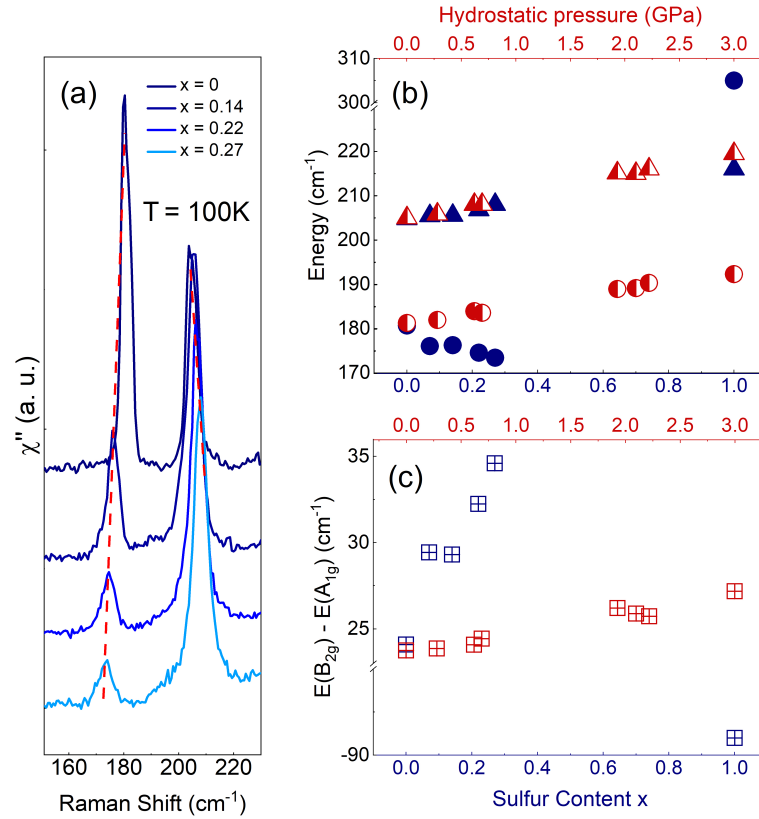 (a)
x = 0
x = 0.14
x = 0.22
x = 0.27
T = 100K
χ'' (a. u.)
160 180 200 220
Raman Shift (cm-1)
Hydrostatic pressure (GPa)
0.0 0.5 1.0 1.5 2.0 2.5 3.0
(b)
310
300
220
210
200
190
180
170
Energy (cm-1)
0.0 0.2 0.4 0.6 0.8 1.0
0.0 0.5 1.0 1.5 2.0 2.5 3.0
(c)
35
30
25
-90
E(B2g) - E(A1g) (cm-1)
0.0 0.2 0.4 0.6 0.8 1.0
Sulfur Content x